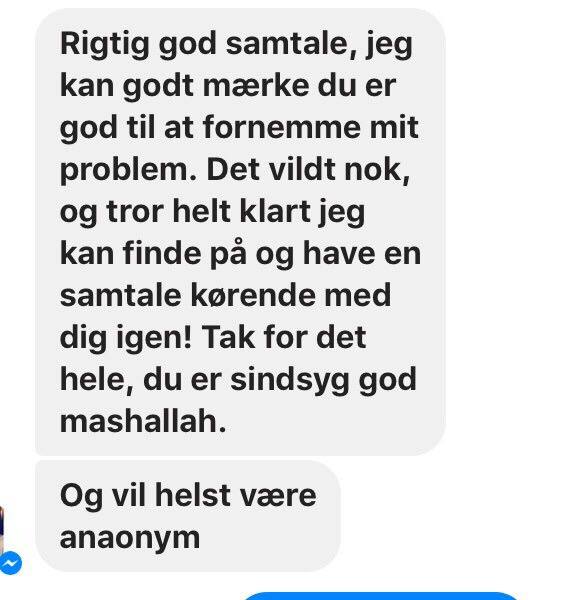 Rigtig god samtale, jeg
kan godt mærke du er
god til at fornemme mit
problem. Det vildt nok,
og tror helt klart jeg
kan finde på og have en
samtale kørende med
dig igen! Tak for det
hele, du er sindsyg god
mashallah.
Og vil helst være
anaonym